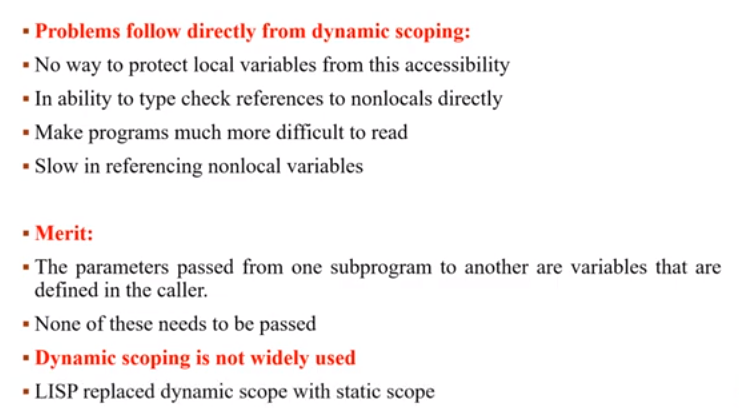 ▪ Problems follow directly from dynamic scoping:
▪ No way to protect local variables from this accessibility
▪ In ability to type check references to nonlocals directly
▪ Make programs much more difficult to read
▪ Slow in referencing nonlocal variables
▪ Merit:
▪ The parameters passed from one subprogram to another are variables that are
defined in the caller.
▪ None of these needs to be passed
▪ Dynamic scoping is not widely used
▪ LISP replaced dynamic scope with static scope